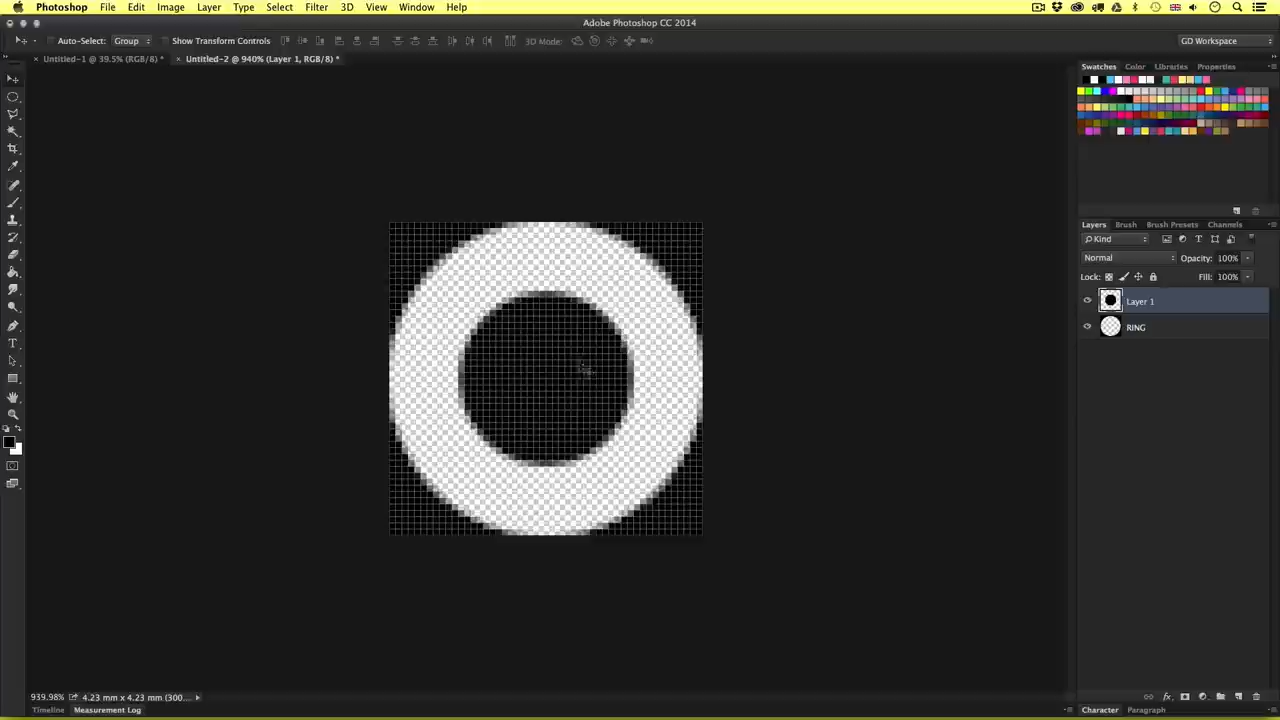 Photoshop File Edit Image Layer Type Select Filter 3D View Window Help
Adobe Photoshop CC 2014
Auto-Select: Group Show Transform Controls 3D Mode: GD Workspace
× Untitled-1 @ 39.5% (RGB/8) * × Untitled-2 @ 940% (Layer 1, RGB/8) *
Swatches Color Libraries Properties
Layers Brush Brush Presets Channels
Kind
Normal Opacity: 100%
Lock: Fill: 100%
Layer 1
RING
939.98% 4.23 mm x 4.23 mm (300...
Timeline Measurement Log
Character Paragraph